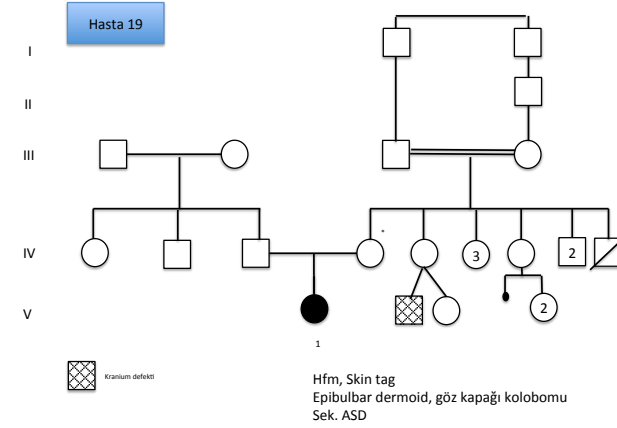 Hasta 19
I
II
III
IV
3
2
V
2
1
Kranium defekti
Hfm, Skin tag
Epibulbar dermoid, göz kapağı kolobomu
Sek. ASD